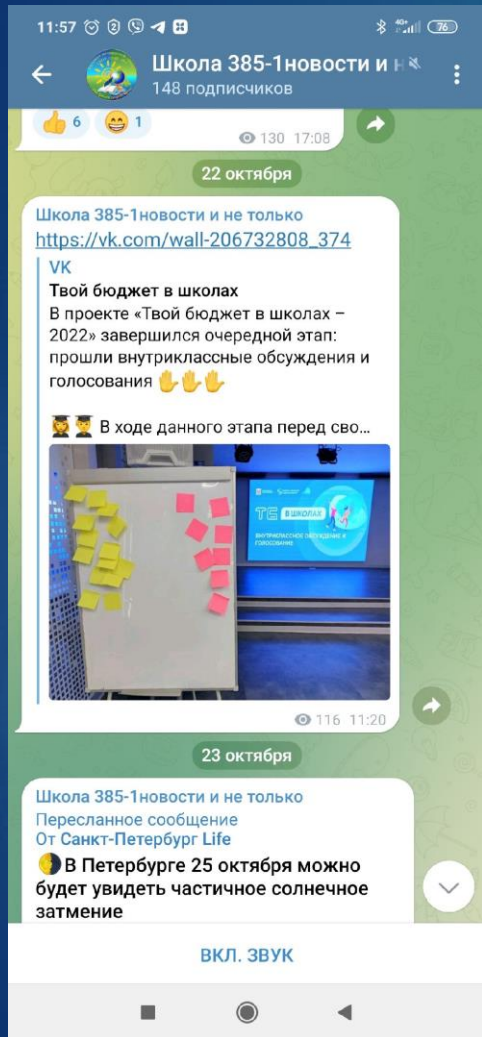 11:57
4G+
76
Школа 385-1новости и н
148 подписчиков
6 1
130 17:08
22 октября
Школа 385-1новости и не только
https://vk.com/wall-206732808_374
VK
Твой бюджет в школах
В проекте «Твой бюджет в школах –
2022» завершился очередной этап:
прошли внутриклассные обсуждения и
голосования
В ходе данного этапа перед сво...
В ШКОЛАХ
ВНУТРИКЛАССНОЕ ОБСУЖДЕНИЕ И
ГОЛОСОВАНИЕ
116 11:20
23 октября
Школа 385-1новости и не только
Пересланное сообщение
От Санкт-Петербург Life
В Петербурге 25 октября можно
будет увидеть частичное солнечное
затмение
ВКЛ. ЗВУК